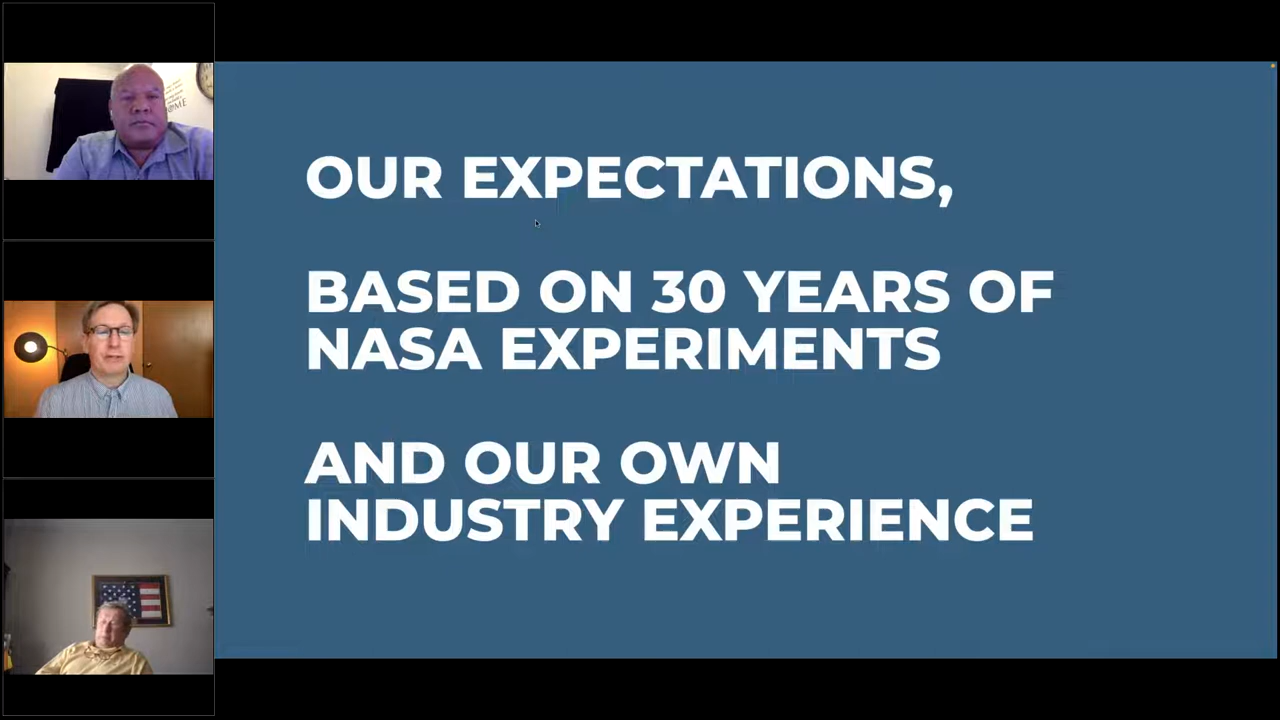 OUR EXPECTATIONS,
BASED ON 30 YEARS OF
NASA EXPERIMENTS
AND OUR OWN
INDUSTRY EXPERIENCE